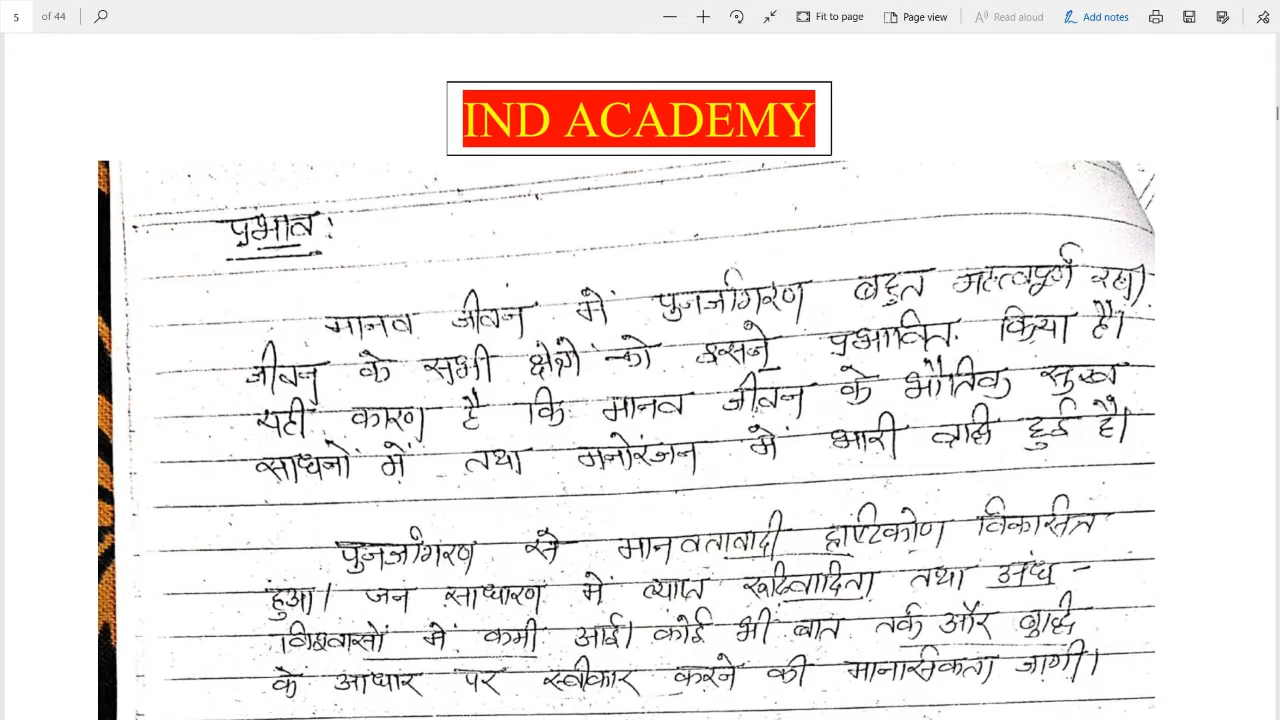 5 of 44 Fit to page Page view Read aloud Add notes
IND ACADEMY
प्रभाव :
मानव जीवन में पुनर्जागरण बहुत महत्वपूर्ण रहा।
जीवन के सभी क्षेत्रों को इसने प्रभावित किया है।
यही कारण है कि मानव जीवन के भौतिक सुख
साधनों में तथा मनोरंजन में भारी वृद्धि हुई है।
पुनर्जागरण से मानवतावादी दृष्टिकोण विकसित
हुआ। जन साधारण में व्याप्त रूढिवादिता तथा अंध -
विश्वासों में कमी आई। कोई भी बात तर्क और बुद्धि
के आधार पर स्वीकार करने की मानसिकता जागी।